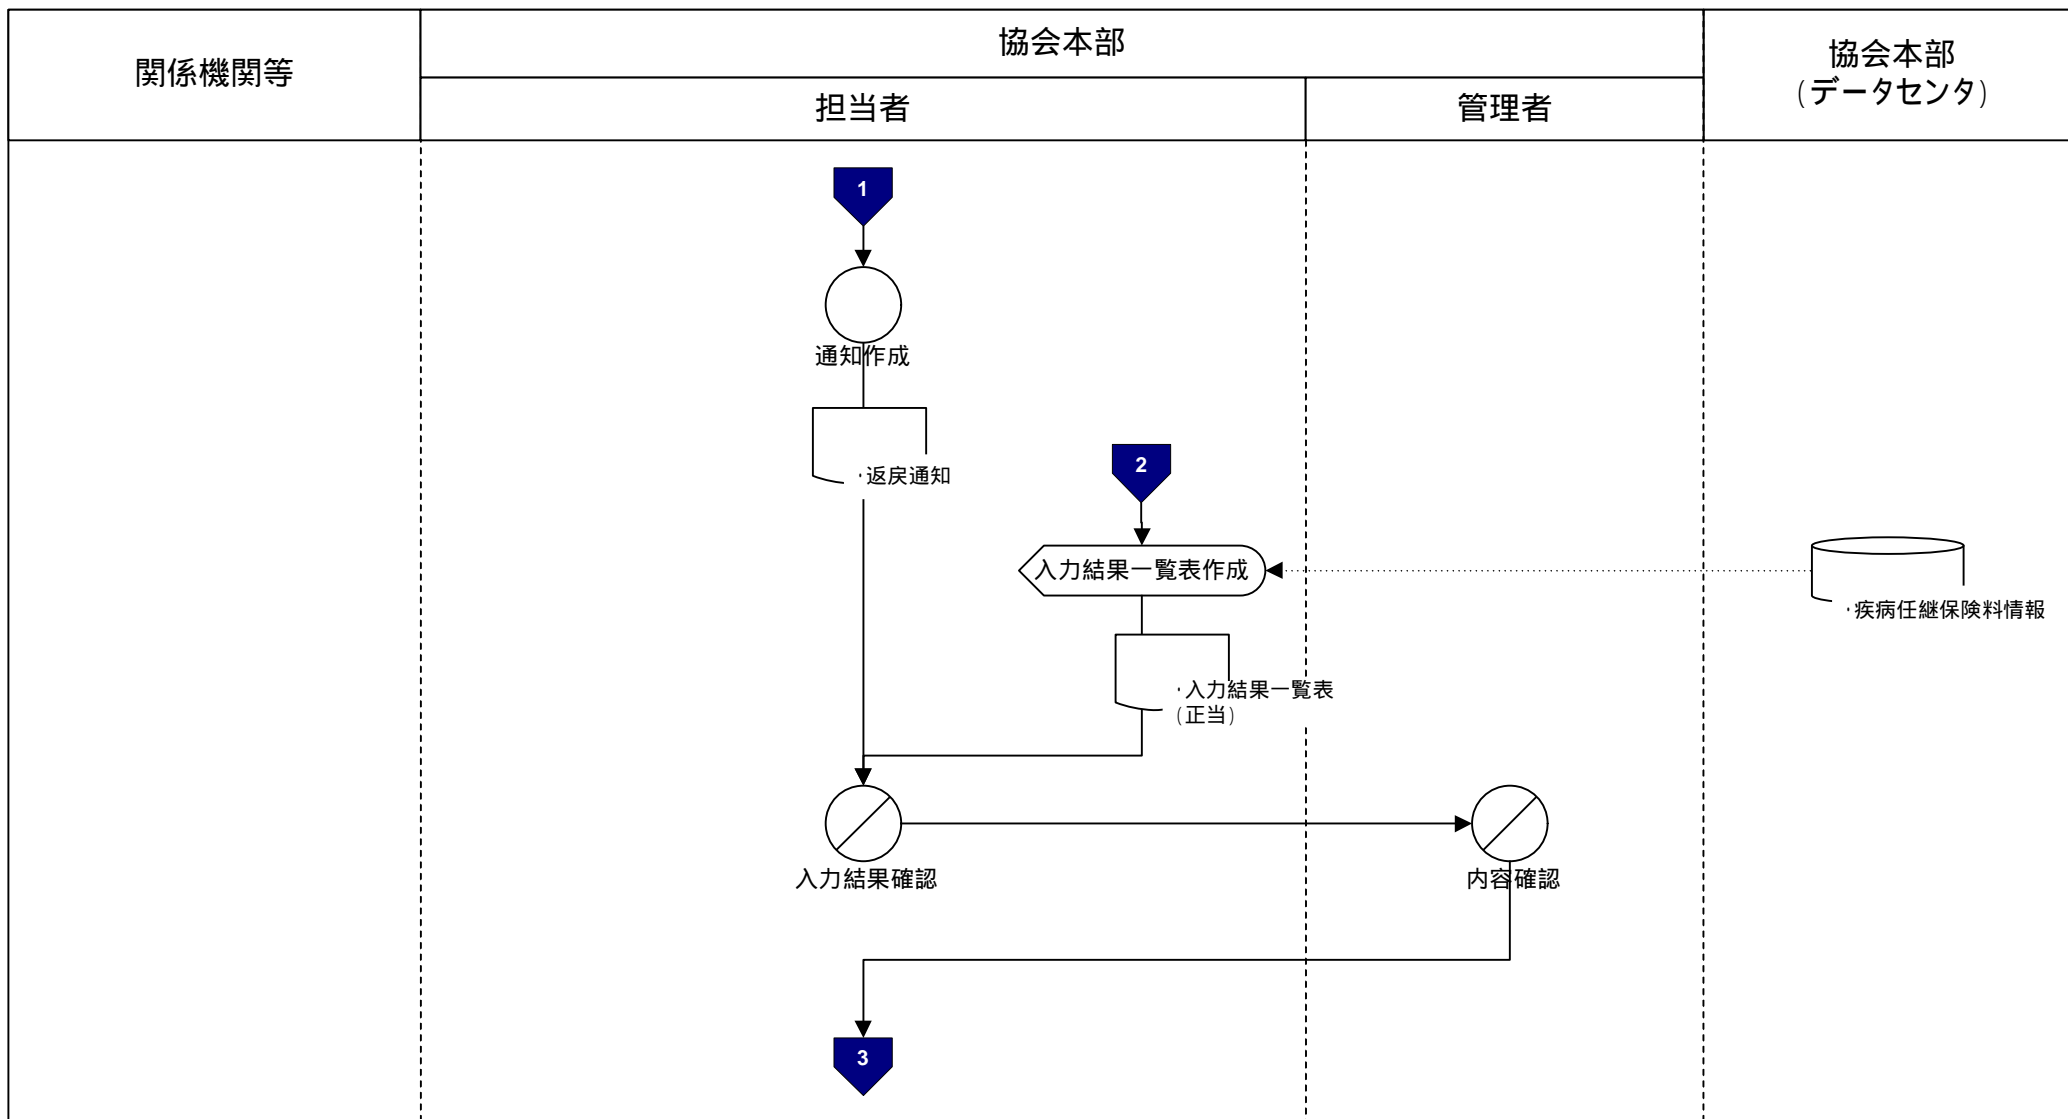 関係機関等
協会本部
担当者
管理者
協会本部
(データセンタ)
1
通知作成
・返戻通知
2
入力結果一覧表作成
・疾病任継保険料情報
・入力結果一覧表
(正当)
入力結果確認
内容確認
3